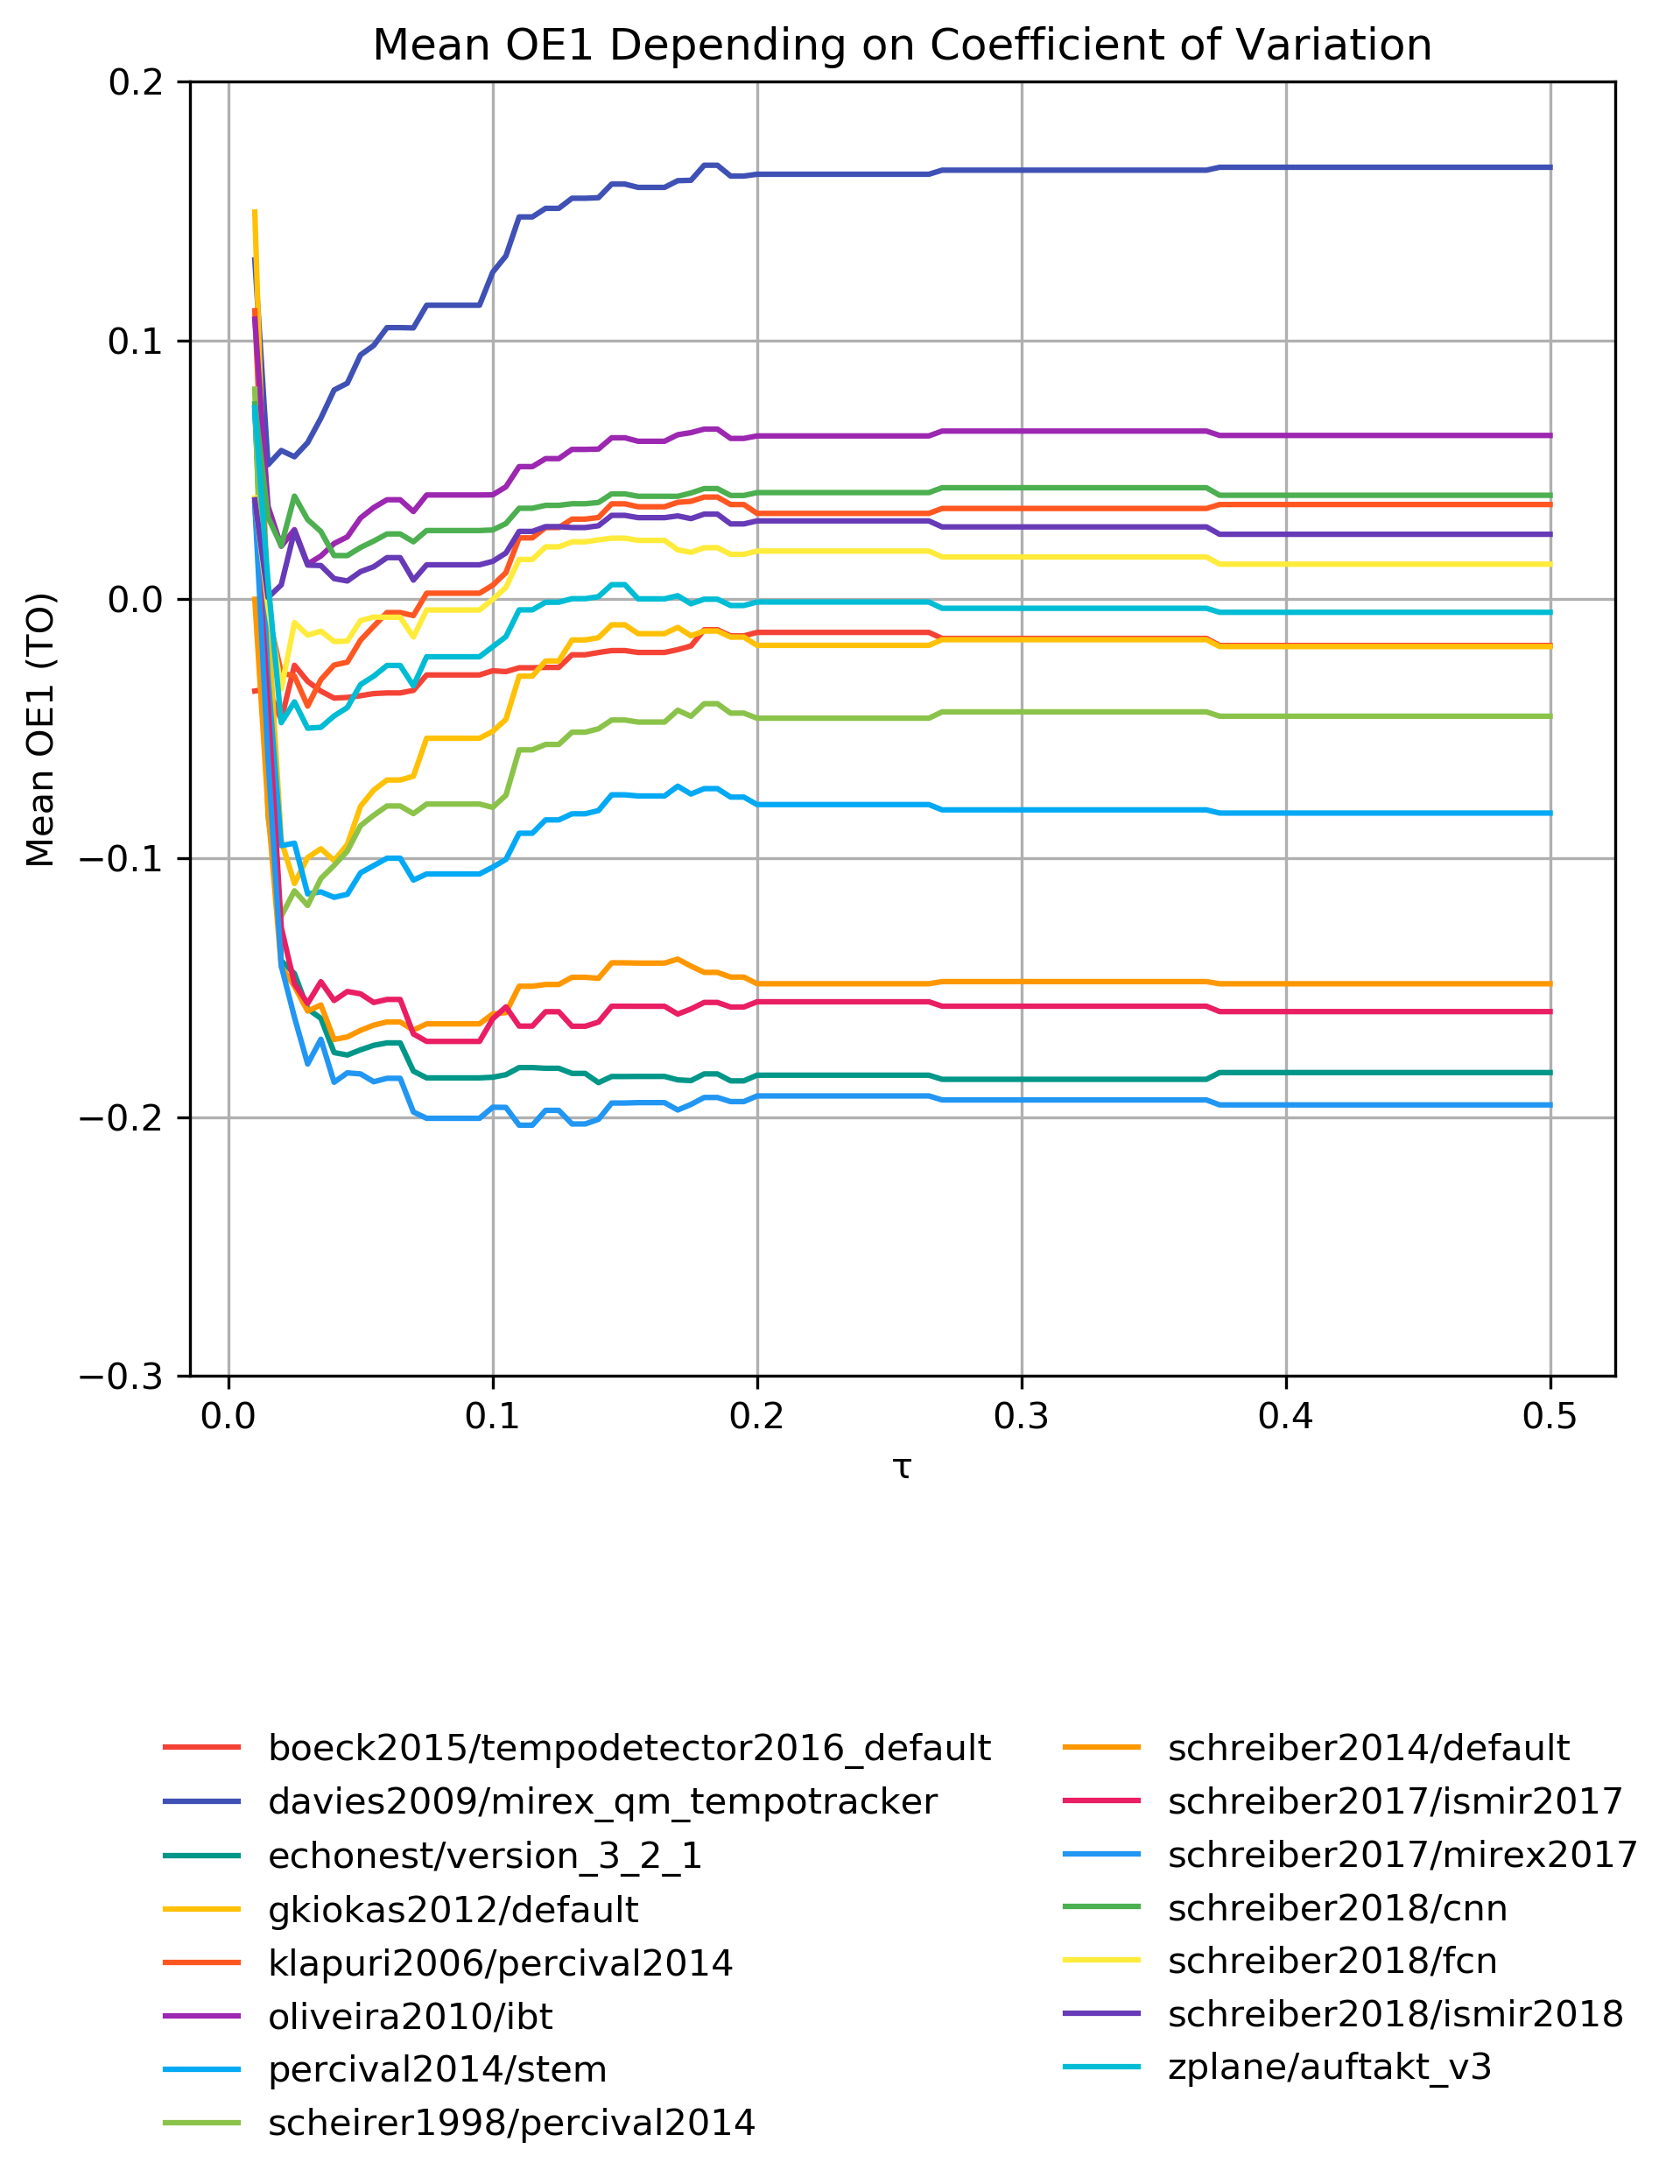 Mean OE1 Depending on Coefficient of Variation
0.2
0.1
0.0
−0.1
−0.2
−0.3
Mean OE1 (TO)
0.0 0.1 0.2 0.3 0.4 0.5
τ
boeck2015/tempodetector2016_default
davies2009/mirex_qm_tempotracker
echonest/version_3_2_1
gkiokas2012/default
klapuri2006/percival2014
oliveira2010/ibt
percival2014/stem
scheirer1998/percival2014
schreiber2014/default
schreiber2017/ismir2017
schreiber2017/mirex2017
schreiber2018/cnn
schreiber2018/fcn
schreiber2018/ismir2018
zplane/auftakt_v3